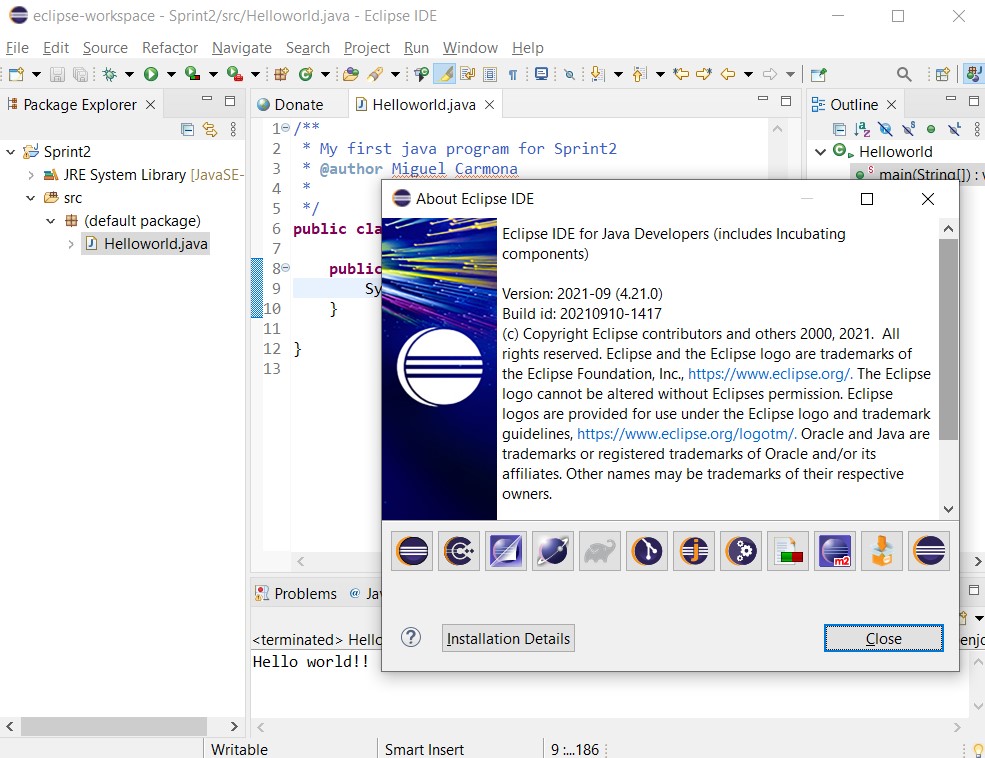 eclipse-workspace - Sprint2/src/Helloworld.java - Eclipse IDE
File Edit Source Refactor Navigate Search Project Run Window Help
Package Explorer
Donate
Helloworld.java
Outline
Sprint2
JRE System Library [JavaSE-
src
(default package)
Helloworld.java
1 /**
2 * My first java program for Sprint2
3 * @author Miguel Carmona
4 *
5 */
6 public cla
7
8 public
9 Sy
10 }
11
12 }
13
Helloworld
main(String[]) : v
About Eclipse IDE
Eclipse IDE for Java Developers (includes Incubating
components)
Version: 2021-09 (4.21.0)
Build id: 20210910-1417
(c) Copyright Eclipse contributors and others 2000, 2021. All
rights reserved. Eclipse and the Eclipse logo are trademarks of
the Eclipse Foundation, Inc., https://www.eclipse.org/. The Eclipse
logo cannot be altered without Eclipses permission. Eclipse
logos are provided for use under the Eclipse logo and trademark
guidelines, https://www.eclipse.org/logotm/. Oracle and Java are
trademarks or registered trademarks of Oracle and/or its
affiliates. Other names may be trademarks of their respective
owners.
m2
Installation Details
Close
Problems @ Ja
<terminated> Hello
enjo
Hello world!!
Writable
Smart Insert
9 :...186